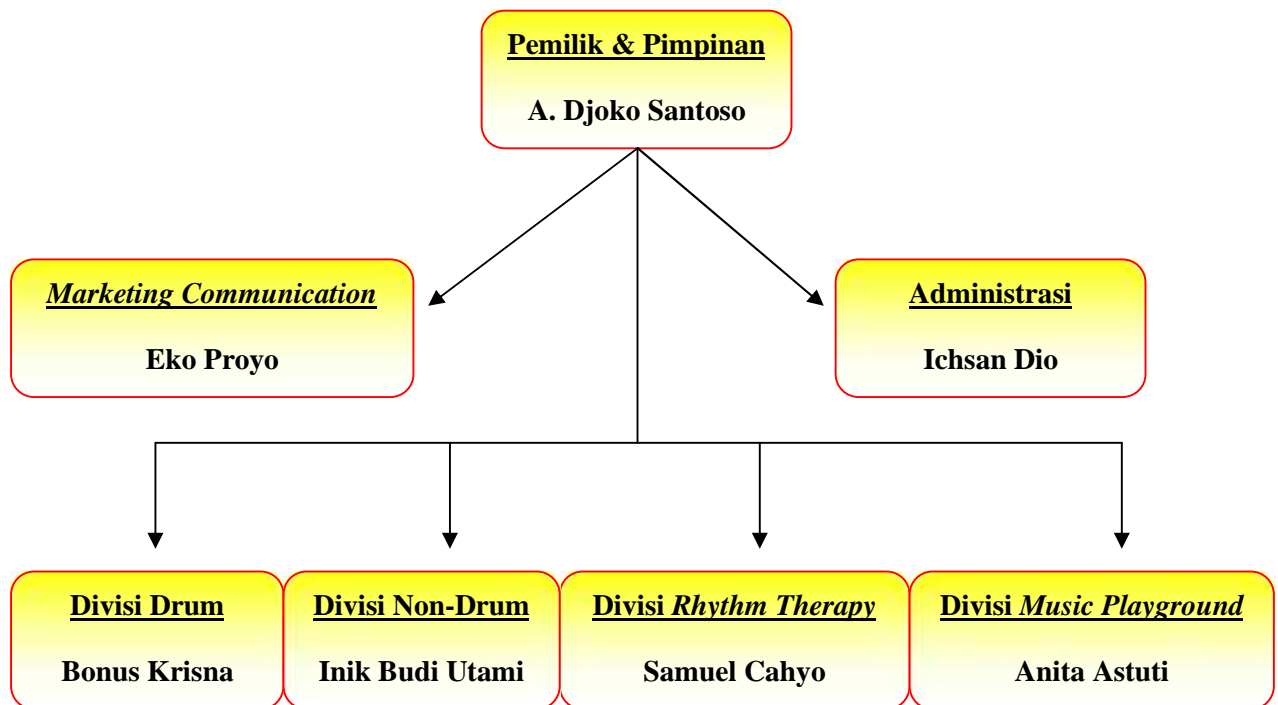 Pemilik & Pimpinan
A. Djoko Santoso
Marketing Communication
Eko Proyo
Administrasi
Ichsan Dio
Divisi Drum
Bonus Krisna
Divisi Non-Drum
Inik Budi Utami
Divisi Rhythm Therapy
Samuel Cahyo
Divisi Music Playground
Anita Astuti